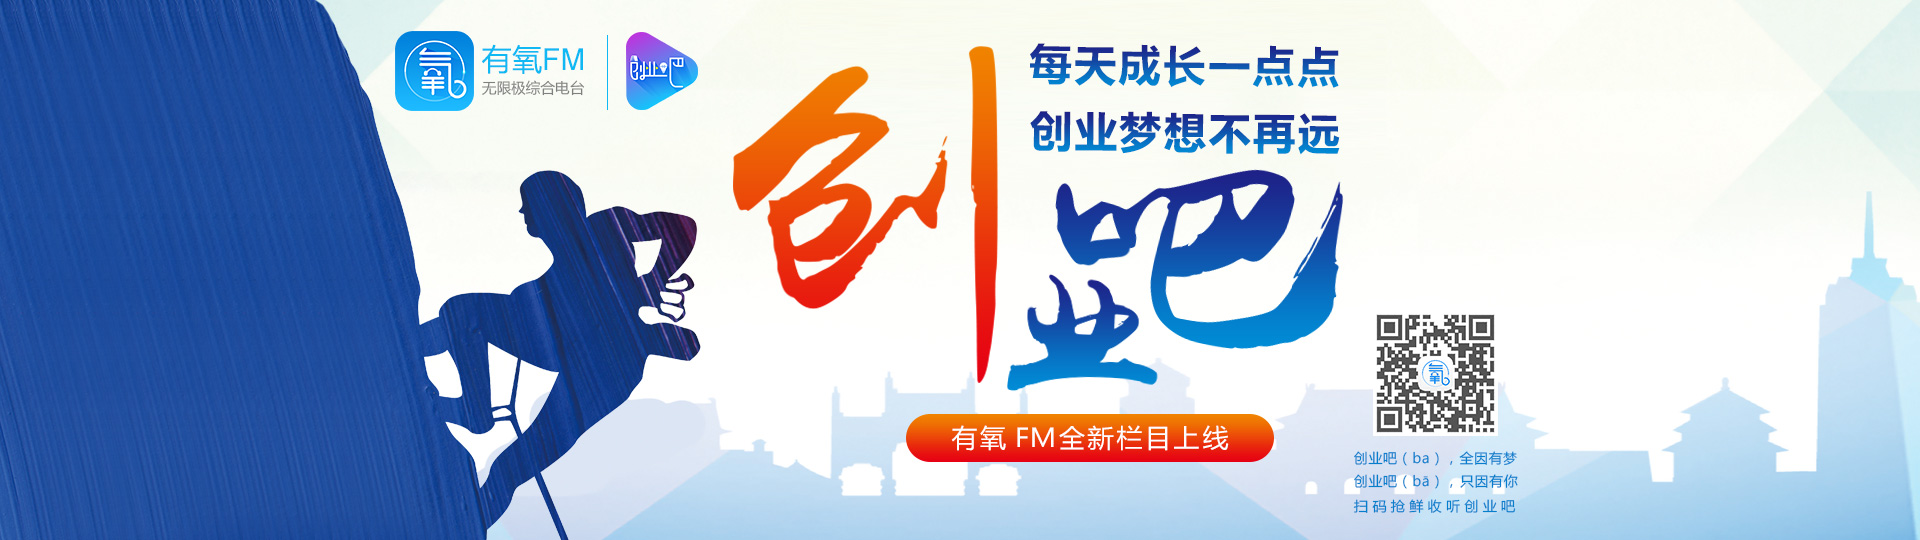 氧
有氧FM
无限极综合电台
创业吧
每天成长一点点
创业梦想不再远
创业吧
有氧 FM全新栏目上线
氧
创业吧（ba），全因有梦
创业吧（bā），只因有你
扫码抢鲜收听创业吧